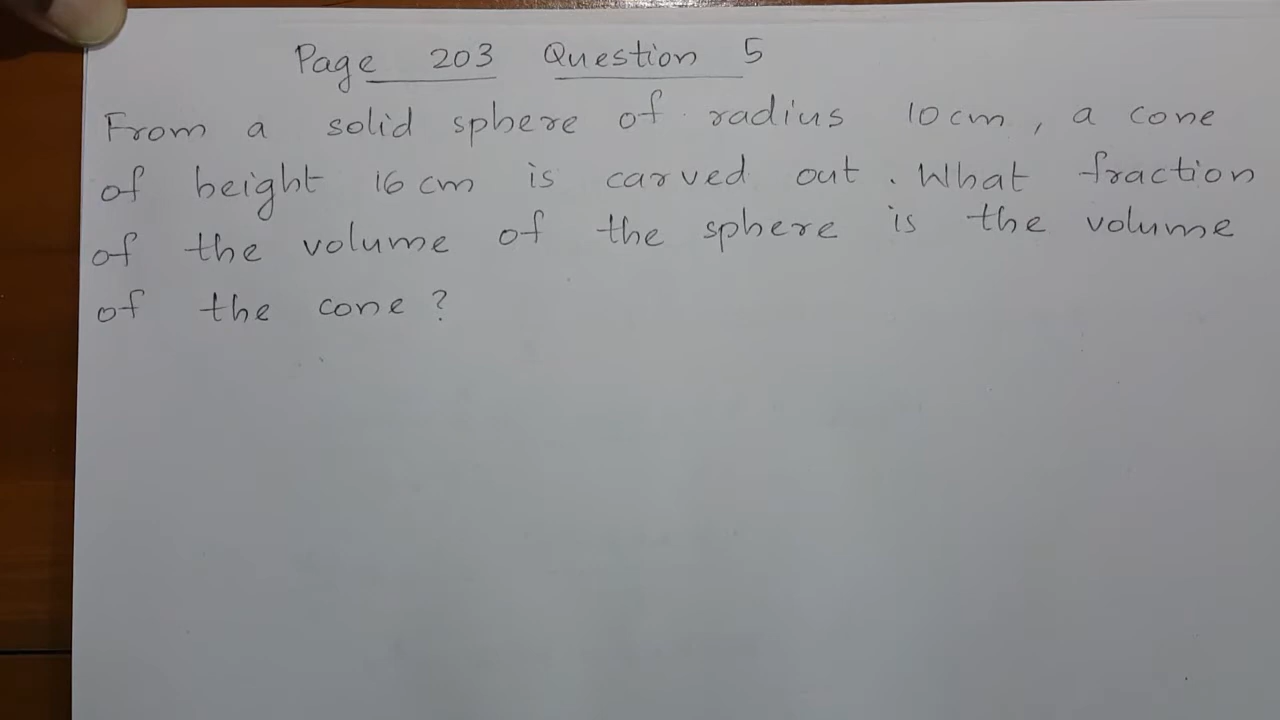 Page 203 Question 5
From a solid sphere of radius 10 cm, a cone
of height 16 cm is carved out. What fraction
of the volume of the sphere is the volume
of the cone?